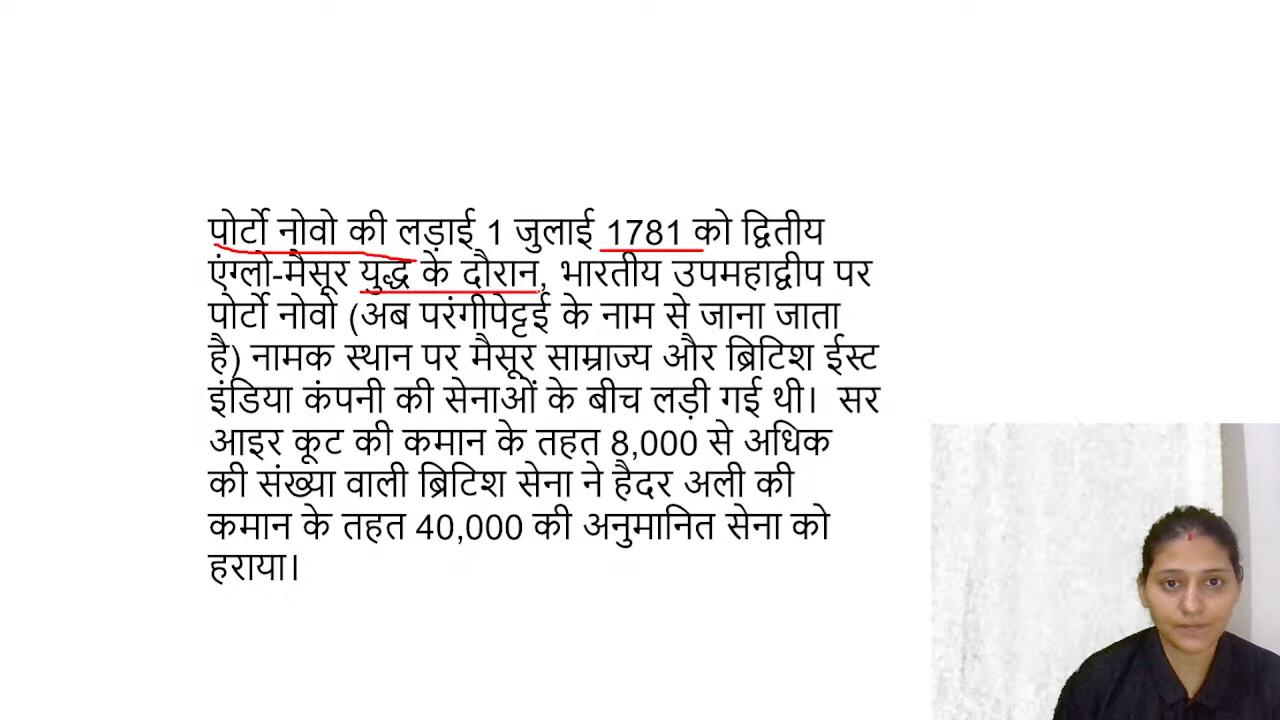 पोर्टो नोवो की लड़ाई 1 जुलाई 1781 को द्वितीय
एंग्लो-मैसूर युद्ध के दौरान, भारतीय उपमहाद्वीप पर
पोर्टो नोवो (अब परंगीपेट्टई के नाम से जाना जाता
है) नामक स्थान पर मैसूर साम्राज्य और ब्रिटिश ईस्ट
इंडिया कंपनी की सेनाओं के बीच लड़ी गई थी। सर
आइर कूट की कमान के तहत 8,000 से अधिक
की संख्या वाली ब्रिटिश सेना ने हैदर अली की
कमान के तहत 40,000 की अनुमानित सेना को
हराया।